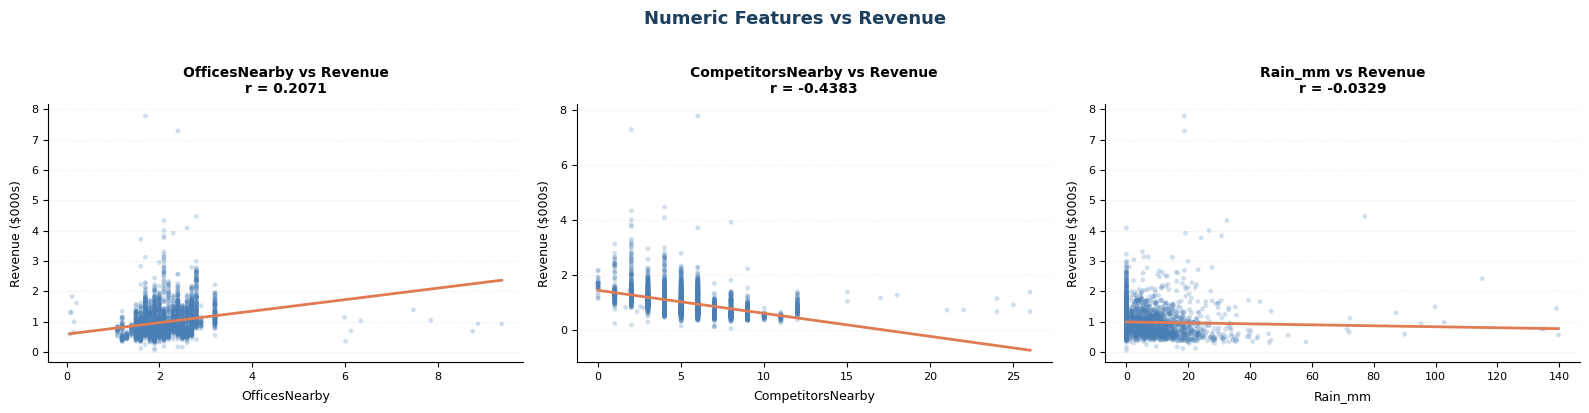 Numeric Features vs Revenue
OfficesNearby vs Revenue
r = 0.2071
Revenue ($000s)
8
7
6
5
4
3
2
1
0
0 2 4 6 8
OfficesNearby
CompetitorsNearby vs Revenue
r = -0.4383
Revenue ($000s)
8
6
4
2
0
0 5 10 15 20 25
CompetitorsNearby
Rain_mm vs Revenue
r = -0.0329
Revenue ($000s)
8
7
6
5
4
3
2
1
0
0 20 40 60 80 100 120 140
Rain_mm